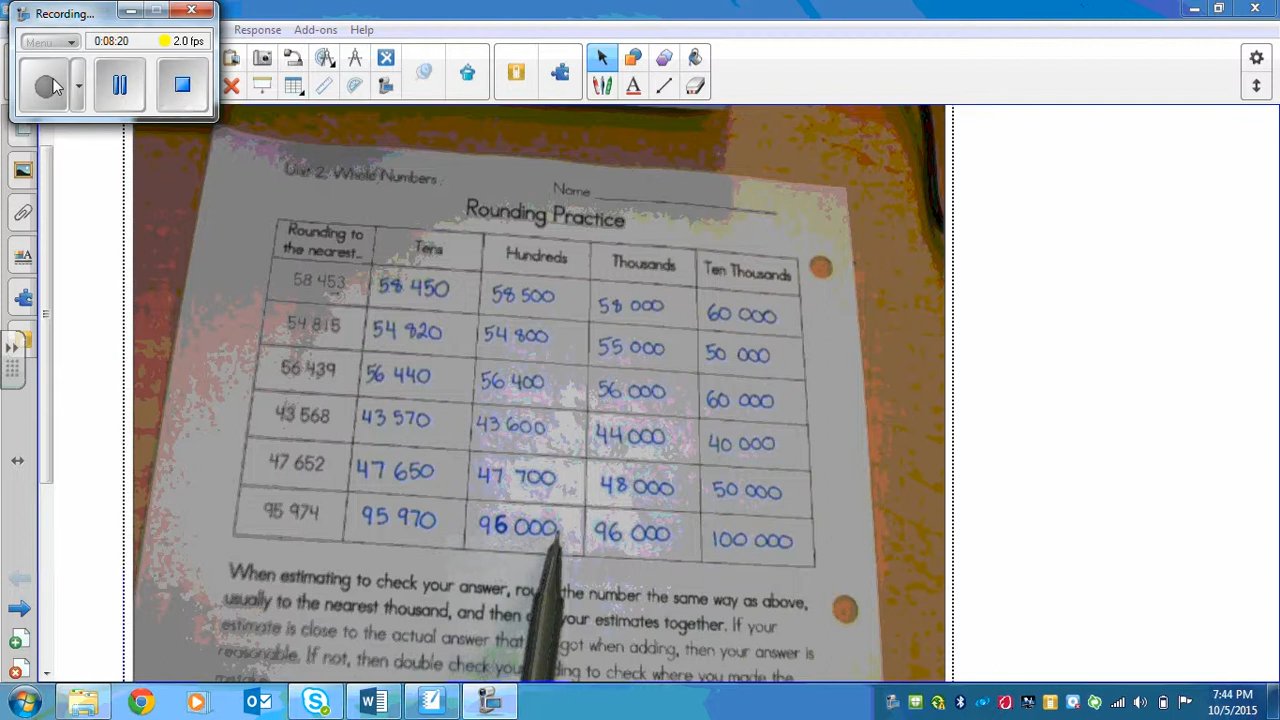 Recording...
Menu 0:08:20 2.0 fps
Response Actions Help
Unit 2: Whole Numbers Name
Rounding Practice
Rounding to the nearest... Tens Hundreds Thousands Ten Thousands
58 453 58 450 58 500 58 000 60 000
54 815 54 820 54 800 55 000 50 000
56 439 56 440 56 400 56 000 60 000
43 568 43 570 43 600 44 000 40 000
47 652 47 650 47 700 48 000 50 000
95 974 95 970 96 000 96 000 100 000
When estimating to check your answer, the number the same way as above,
usually to the nearest thousand, and then your estimates together. If your
estimate is close to the actual answer that got when adding, then your answer is
reasonable. If not, then double check to check where you made the
7:44 PM
10/5/2015